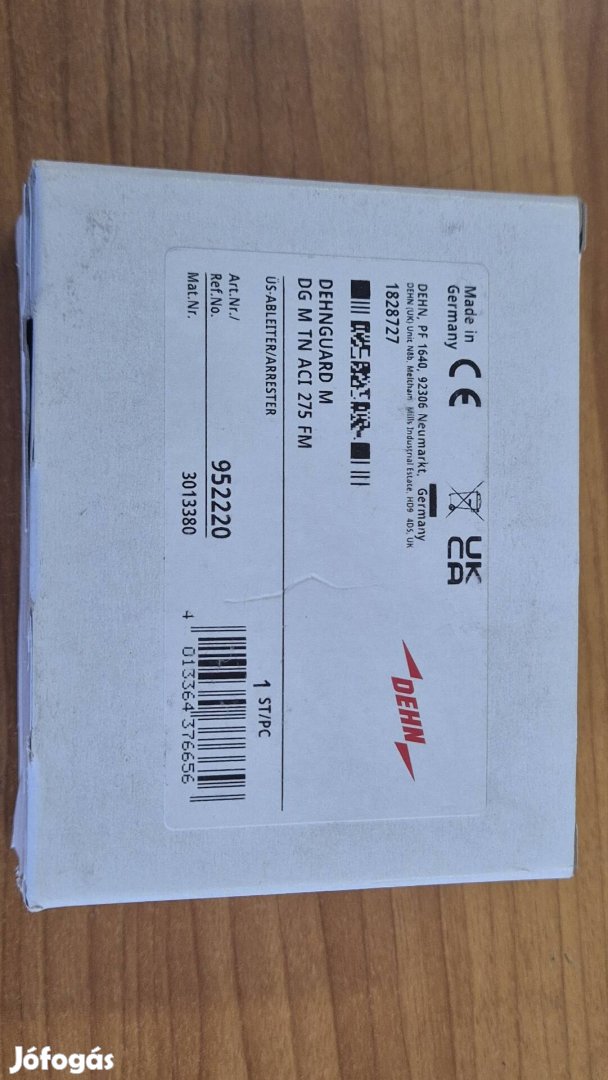 Made in
Germany
CE
UK
CA
DEHN
DEHN, PF 1640, 92306 Neumarkt, Germany
DEHN (UK) Unit N8b, Meltham Mills Industrial Estate, HD9 4DS, UK
1828727
DEHNGUARD M
DG M TN ACI 275 FM
ÜS-ABLEITER/ARRESTER
1 ST/PC
Art.Nr./
Ref.No. 952220
Mat.Nr. 3013380
4 013364 376656
Jófogás